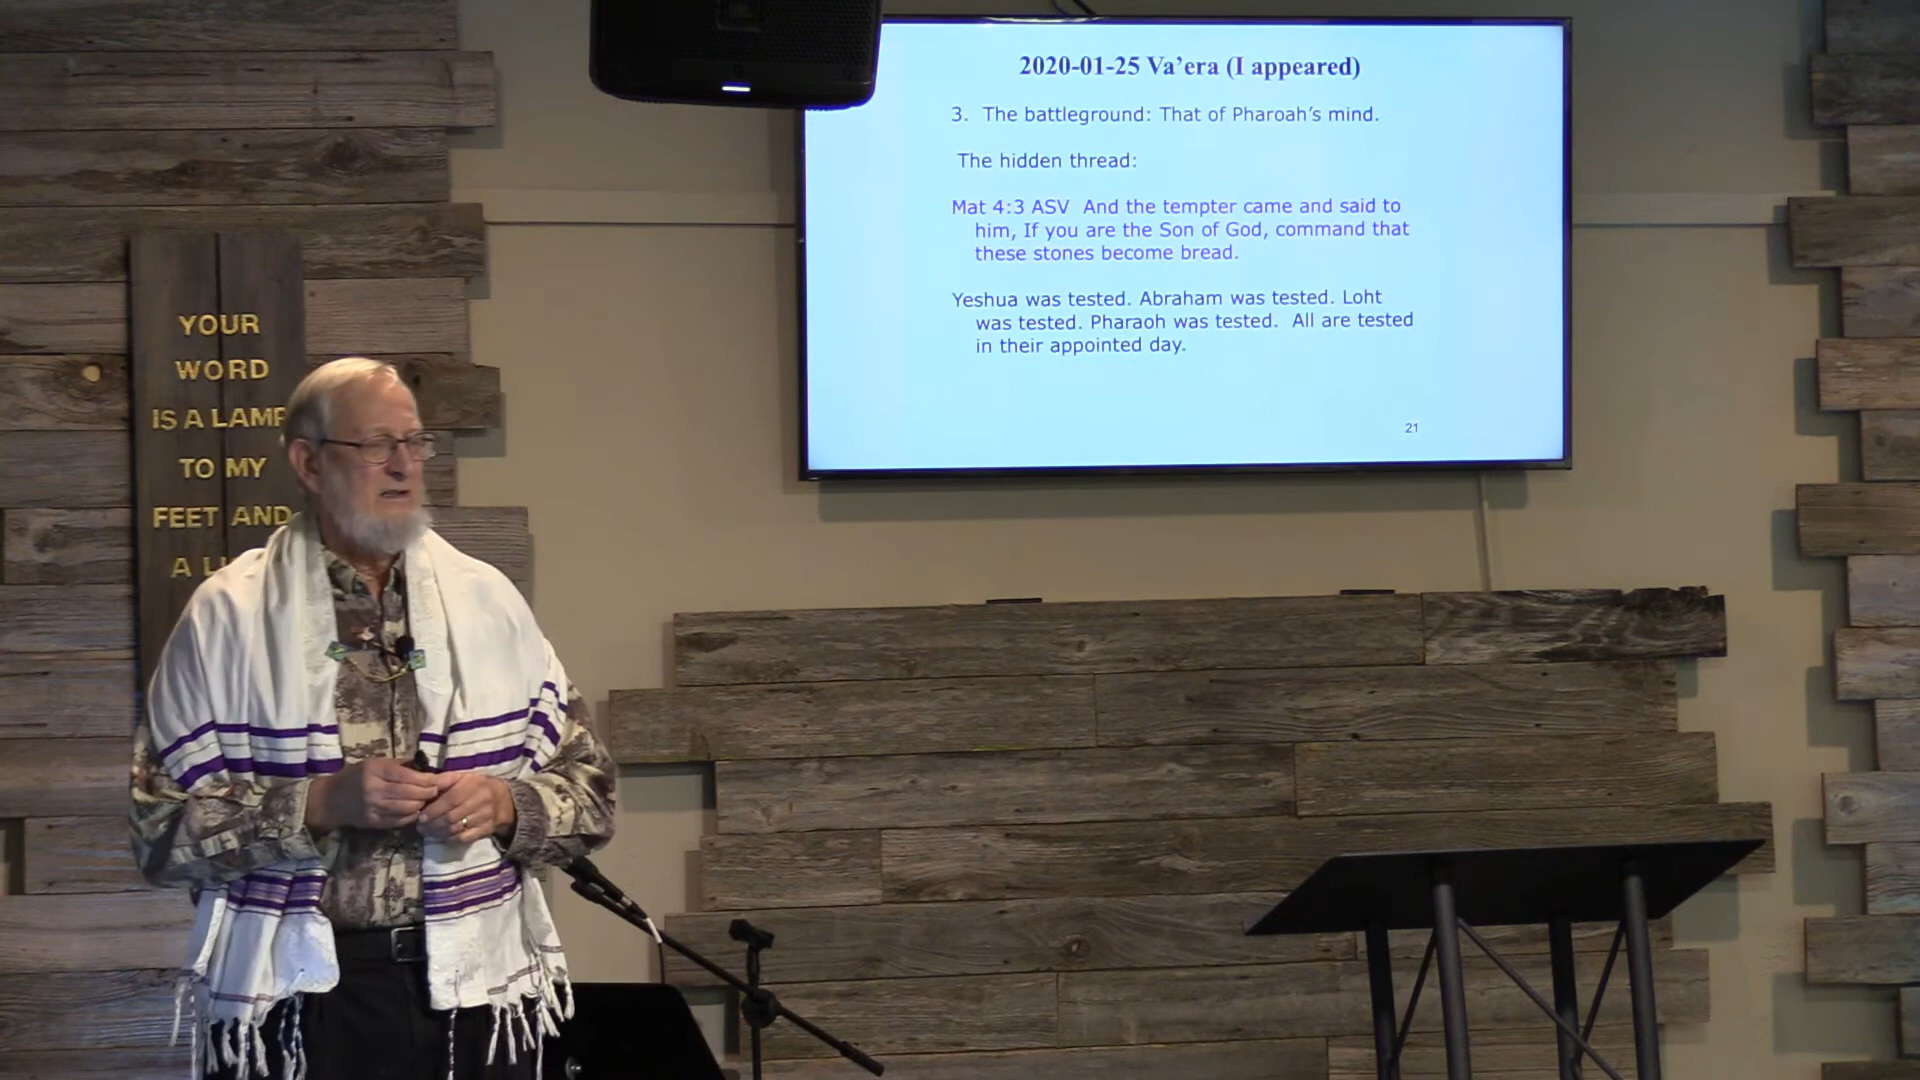 2020-01-25 Va’era (I appeared)
3. The battleground: That of Pharoah’s mind.
The hidden thread:
Mat 4:3 ASV And the tempter came and said to
him, If you are the Son of God, command that
these stones become bread.
Yeshua was tested. Abraham was tested. Loht
was tested. Pharaoh was tested. All are tested
in their appointed day.
21
YOUR
WORD
IS A LAMP
TO MY
FEET AND
A LI